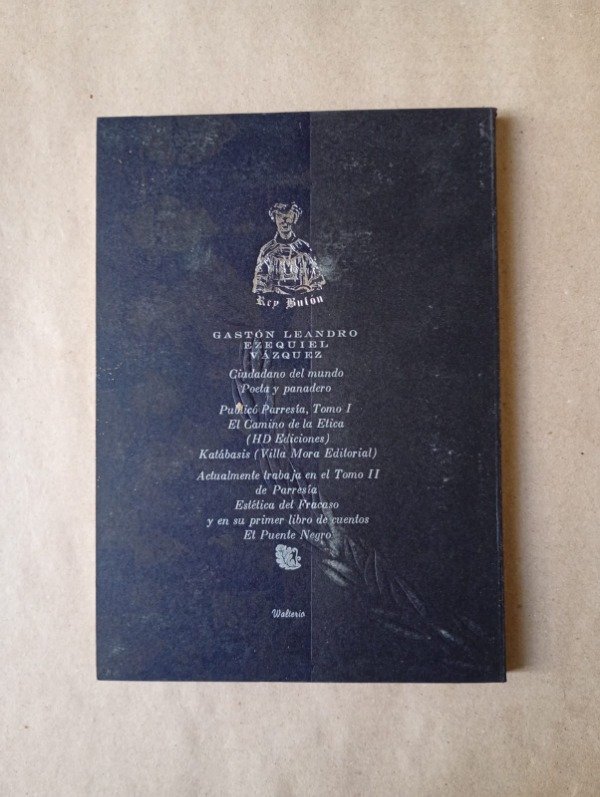 Rey Bufón
GASTÓN LEANDRO
EZEQUIEL
VÁZQUEZ
Ciudadano del mundo
Poeta y panadero
Publicó Parresía, Tomo I
El Camino de la Etica
(HD Ediciones)
Katábasis (Villa Mora Editorial)
Actualmente trabaja en el Tomo II
de Parresía
Estética del Fracaso
y en su primer libro de cuentos
El Puente Negro
Walterio